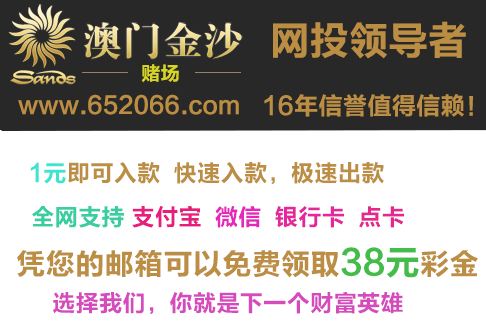 澳门金沙 网投领导者
Sands 赌场
www.652066.com 16年信誉值得信赖!
1元即可入款 快速入款，极速出款
全网支持 支付宝 微信 银行卡 点卡
凭您的邮箱可以免费领取38元彩金
选择我们，你就是下一个财富英雄